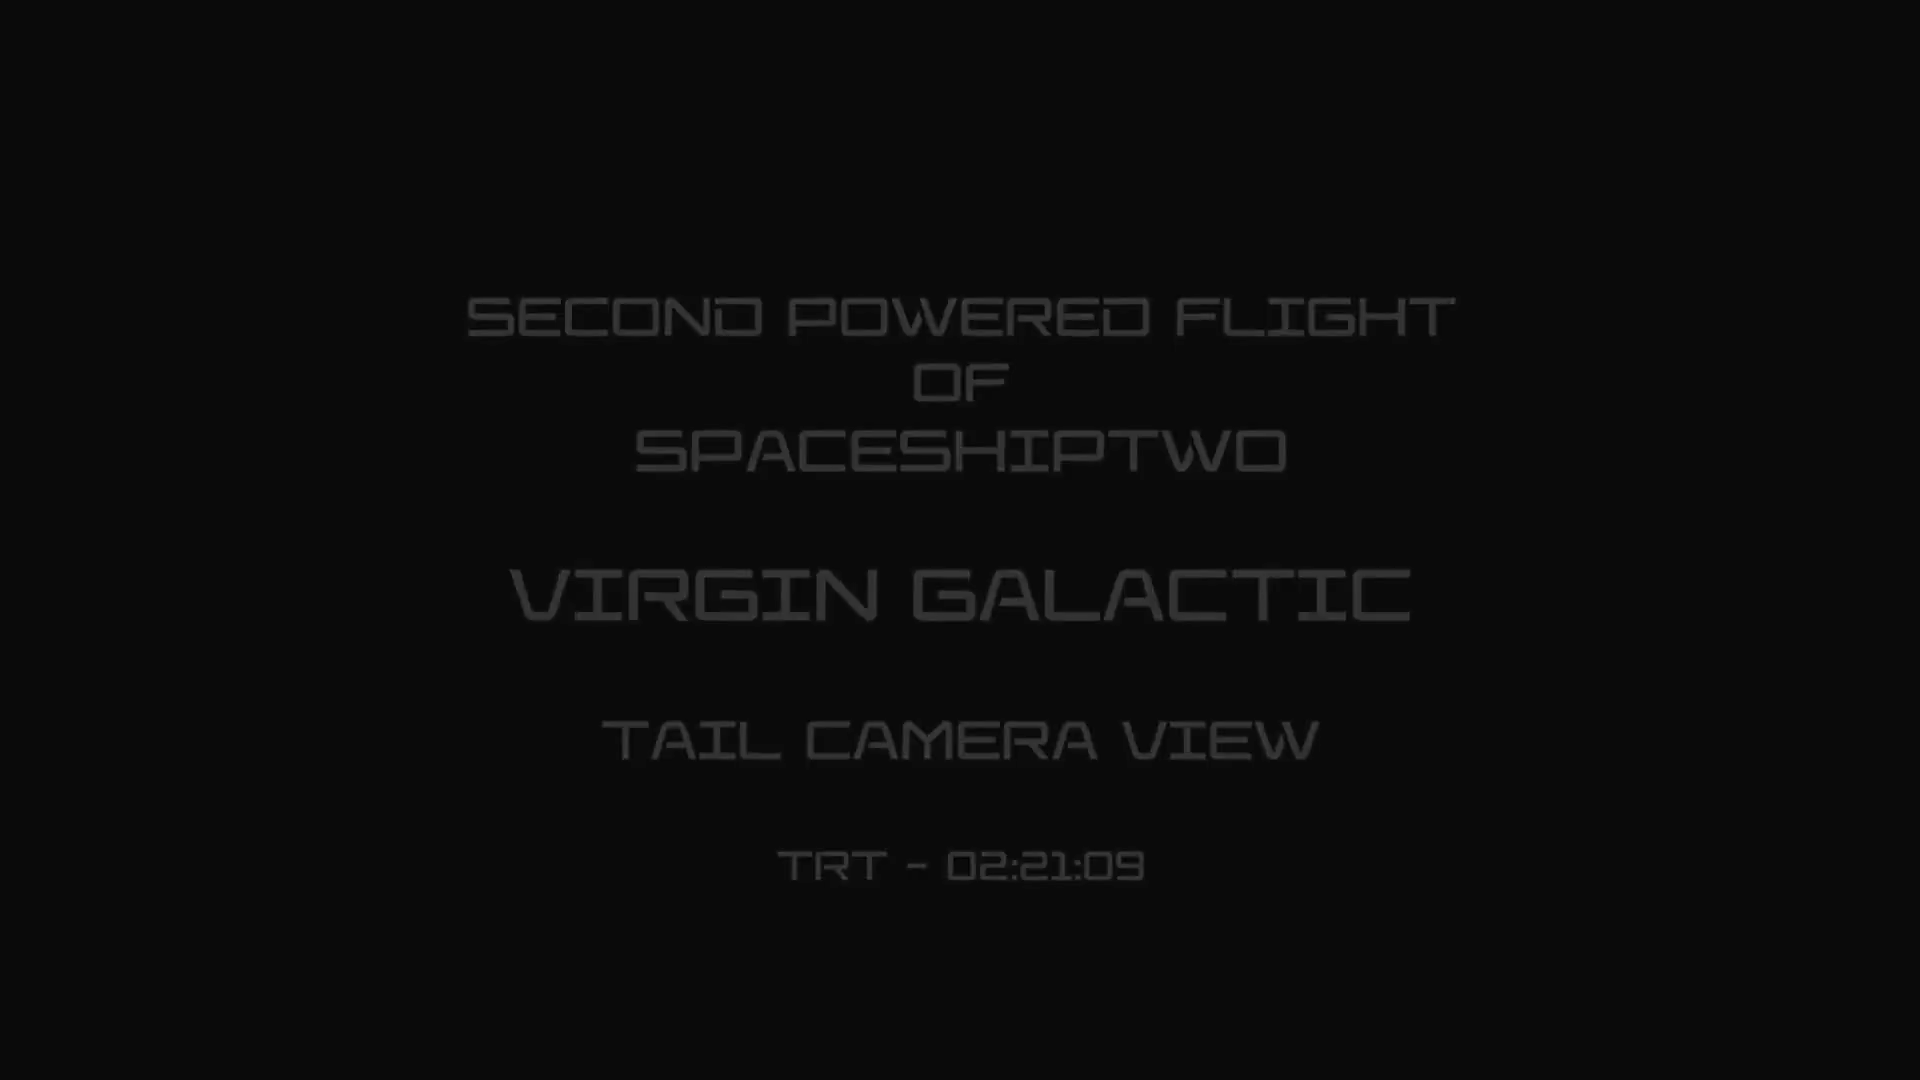 SECOND POWERED FLIGHT
OF
SPACESHIPTWO
VIRGIN GALACTIC
TAIL CAMERA VIEW
TRT - 02:21:09